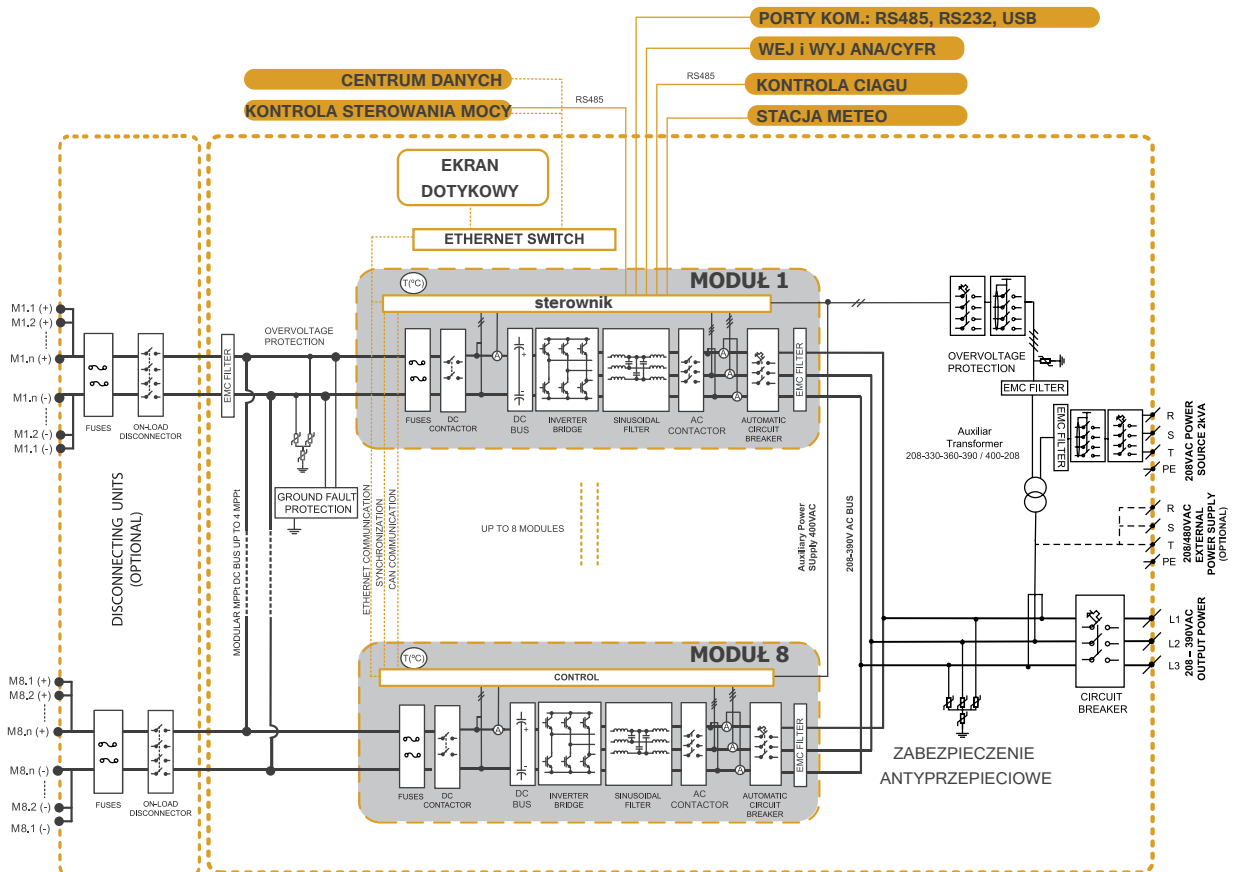 PORTY KOM.: RS485, RS232, USB
WEJ i WYJ ANA/CYFR
CENTRUM DANYCH
RS485
KONTROLA CIAGU
KONTROLA STEROWANIA MOCY
RS485
STACJA METEO
EKRAN
DOTYKOWY
ETHERNET SWITCH
T(ºC)
MODUŁ 1
sterownik
M1.1 (+)
M1.2 (+)
M1.n (+)
M1.n (-)
M1.2 (-)
M1.1 (-)
FUSES
ON-LOAD
DISCONNECTOR
EMC FILTER
OVERVOLTAGE
PROTECTION
GROUND FAULT
PROTECTION
A
A
A
A
FUSES
DC
CONTACTOR
DC
BUS
INVERTER
BRIDGE
SINUSOIDAL
FILTER
AC
CONTACTOR
AUTOMATIC
CIRCUIT
BREAKER
EMC FILTER
OVERVOLTAGE
PROTECTION
EMC FILTER
EMC FILTER
Auxiliar
Transformer
208-330-360-390 / 400-208
R
S
T
PE
208VAC POWER
SOURCE 2kVA
R
S
T
PE
208/480VAC
EXTERNAL
POWER SUPPLY
(OPTIONAL)
DISCONNECTING UNITS
(OPTIONAL)
MODULAR MPPt DC BUS UP TO 4 MPPt
ETHERNET COMMUNICATION
SYNCHRONIZATION
CAN COMMUNICATION
UP TO 8 MODULES
Auxiliary Power
SUpply 400VAC
208-390V AC BUS
L1
L2
L3
208 – 390VAC
OUTPUT POWER
CIRCUIT
BREAKER
ZABEZPIECZENIE
ANTYPRZEPIECIOWE
T(ºC)
MODUŁ 8
CONTROL
M8.1 (+)
M8.2 (+)
M8.n (+)
M8.n (-)
M8.2 (-)
M8.1 (-)
FUSES
ON-LOAD
DISCONNECTOR
A
A
A
A
FUSES
DC
CONTACTOR
DC
BUS
INVERTER
BRIDGE
SINUSOIDAL
FILTER
AC
CONTACTOR
AUTOMATIC
CIRCUIT
BREAKER
EMC FILTER